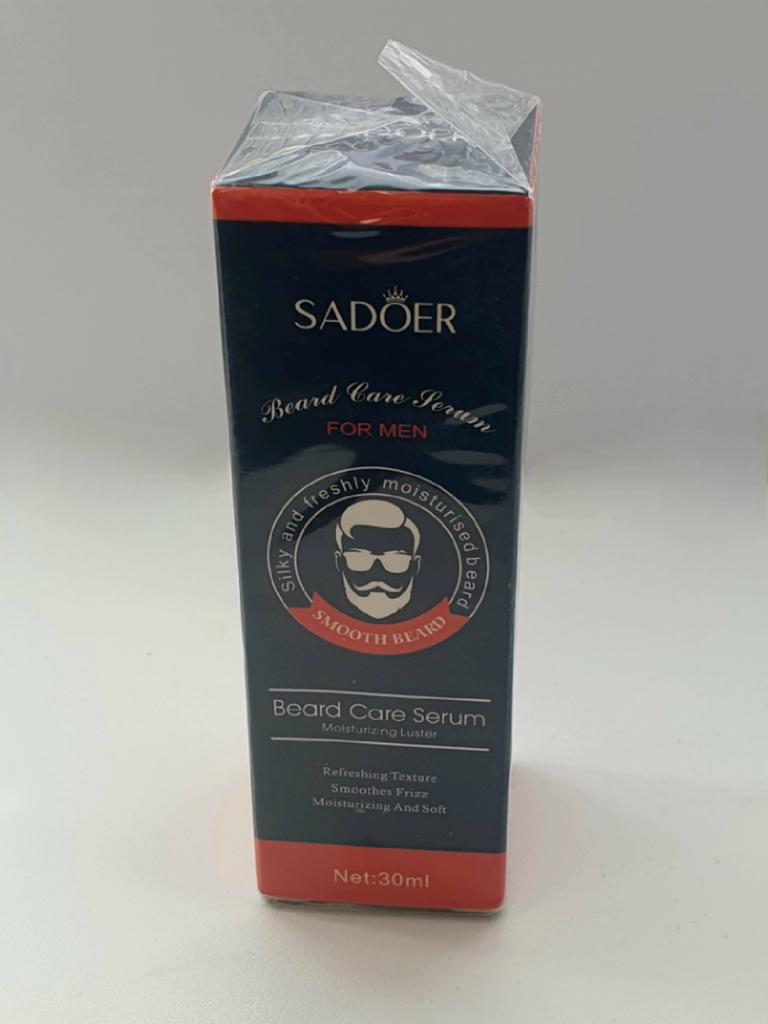 SADOER
Beard Care Serum
FOR MEN
Silky and freshly moisturised beard
SMOOTH BEARD
Beard Care Serum
Moisturizing Luster
Refreshing Texture
Smoothes Frizz
Moisturizing And Soft
Net:30ml